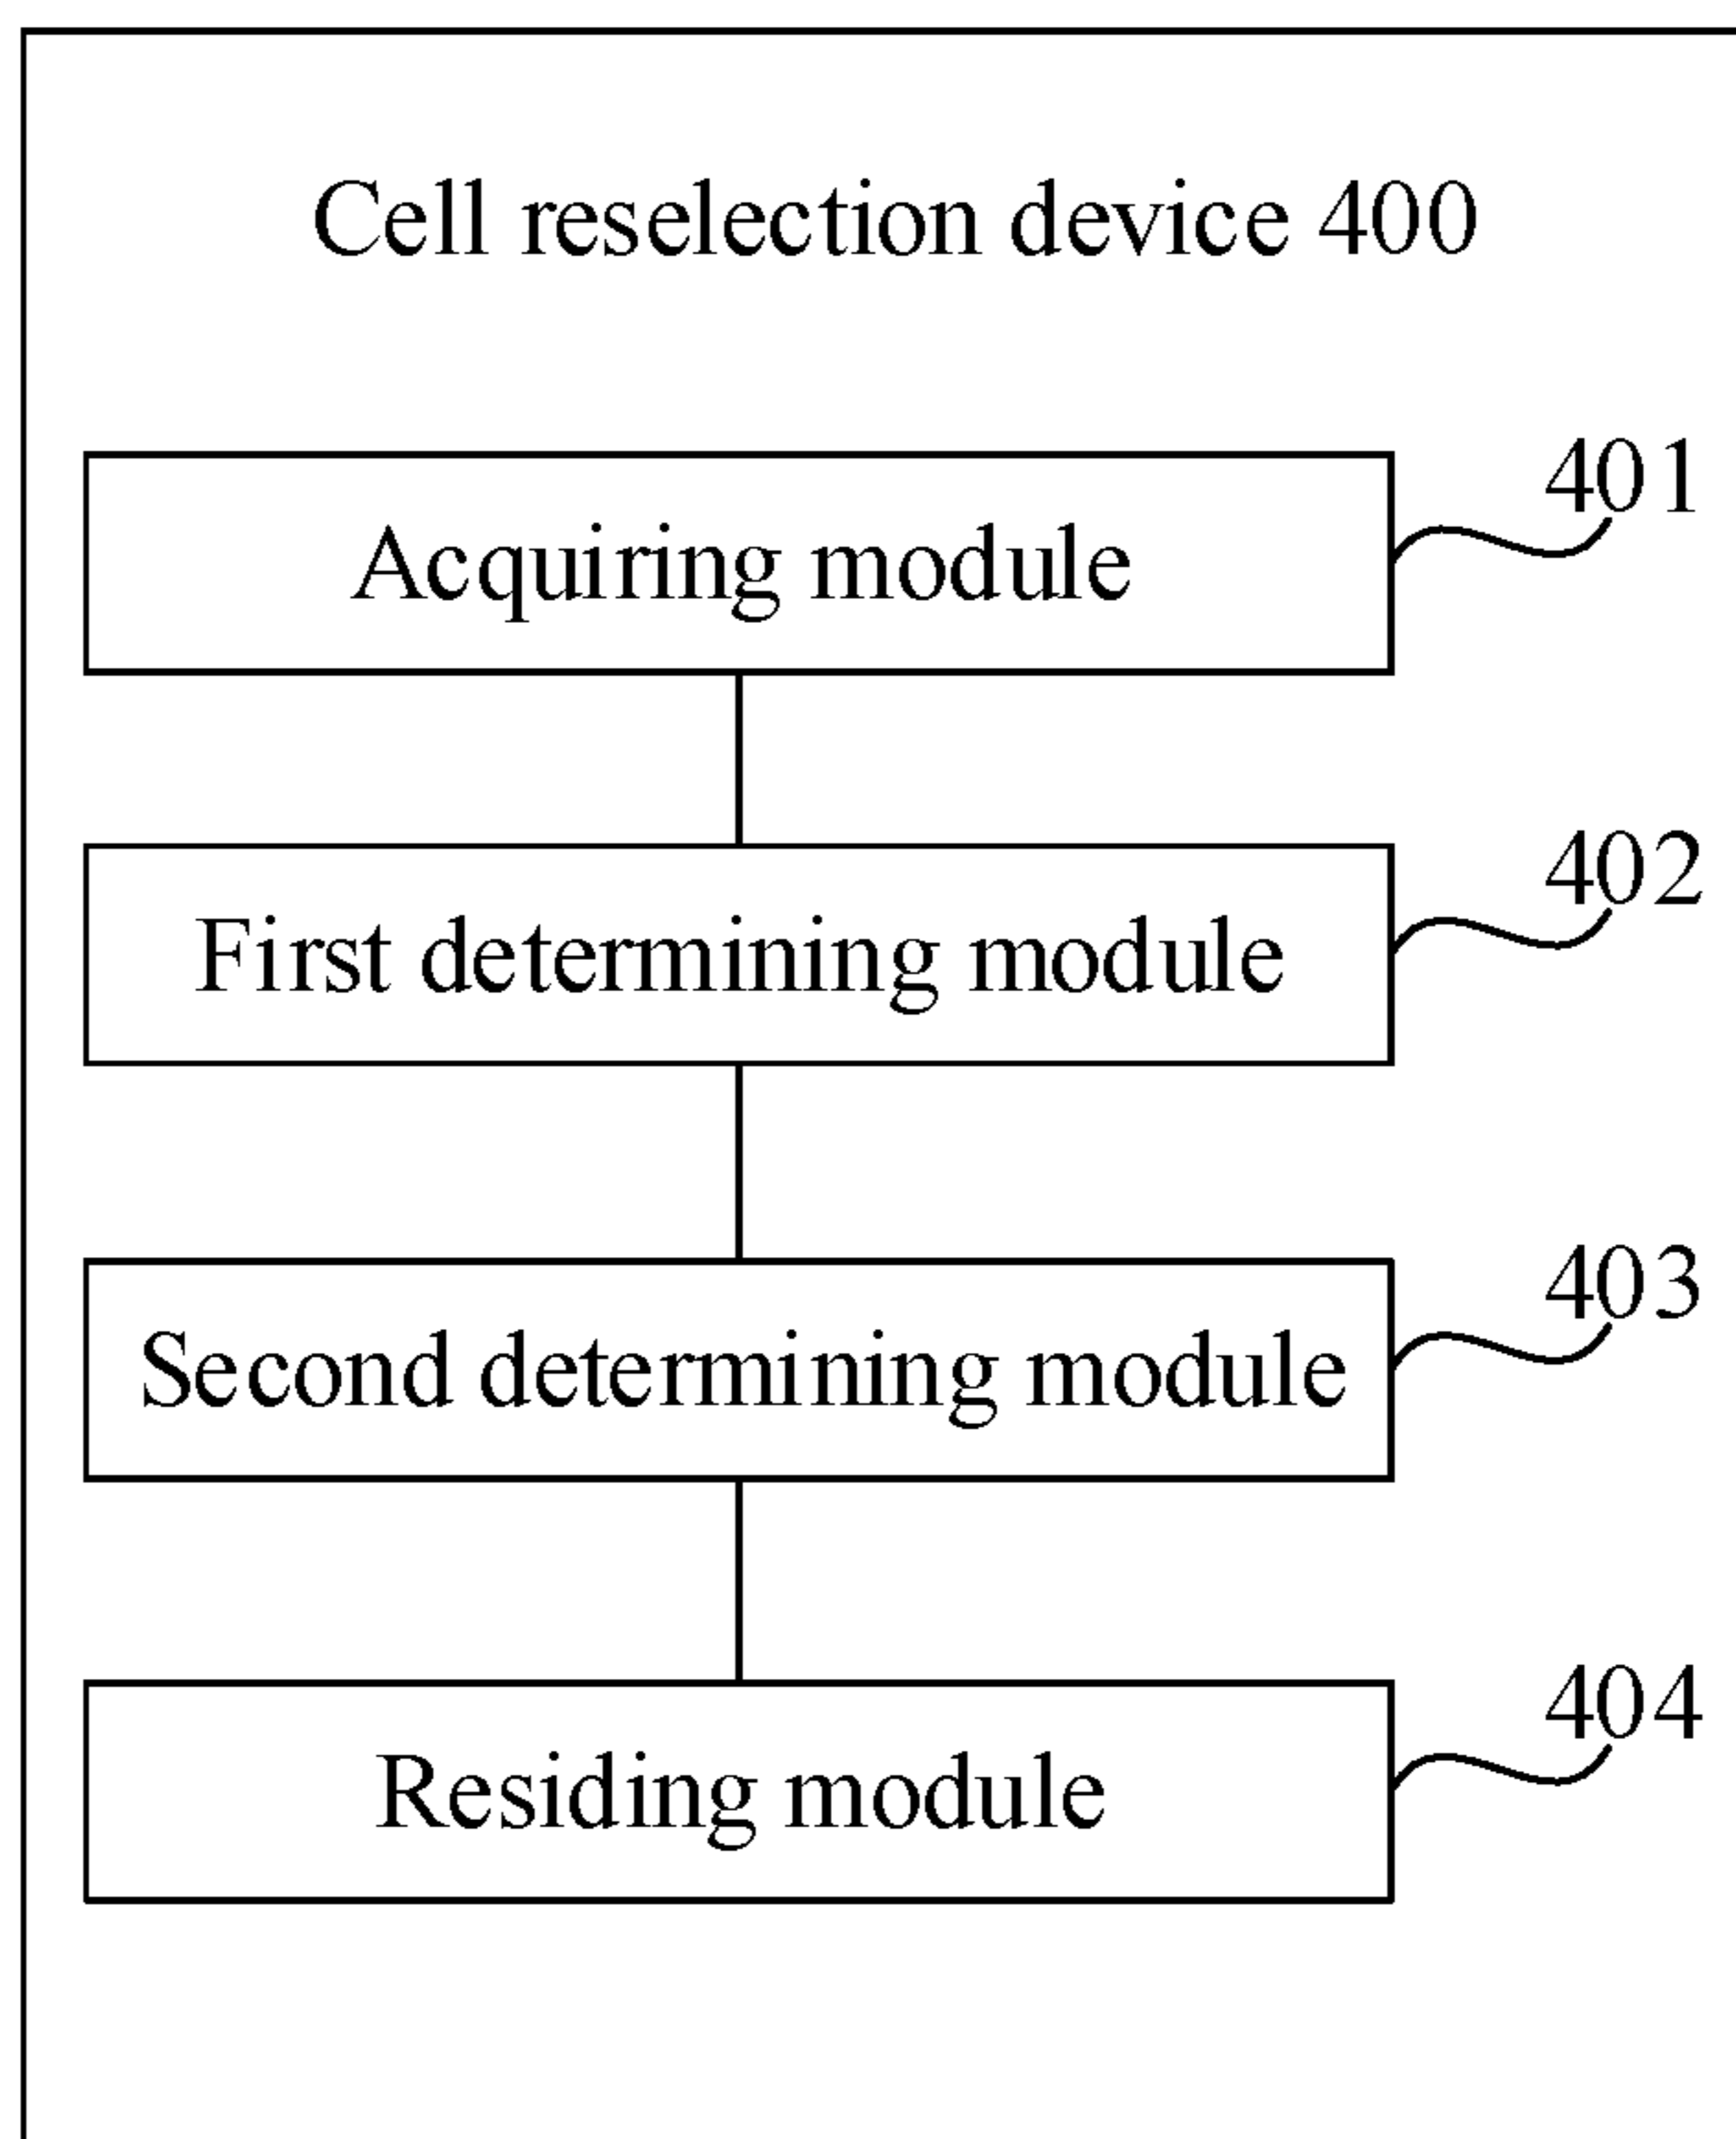 Cell reselection device 400
401
Acquiring module
402
First determining module
403
Second determining module
404
Residing module